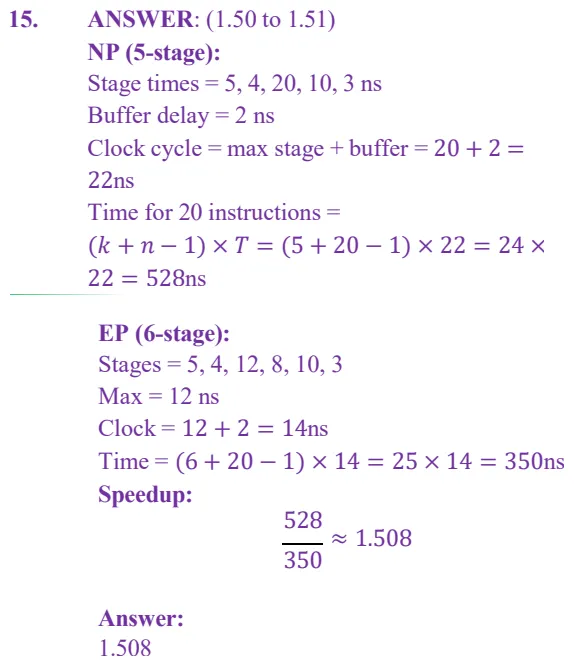 15. ANSWER: (1.50 to 1.51)
NP (5-stage):
Stage times = 5, 4, 20, 10, 3 ns
Buffer delay = 2 ns
Clock cycle = max stage + buffer = 20 + 2 =
22ns
Time for 20 instructions =
(k + n − 1) × T = (5 + 20 − 1) × 22 = 24 ×
22 = 528ns
EP (6-stage):
Stages = 5, 4, 12, 8, 10, 3
Max = 12 ns
Clock = 12 + 2 = 14ns
Time = (6 + 20 − 1) × 14 = 25 × 14 = 350ns
Speedup:
528
350
≈ 1.508
Answer:
1.508